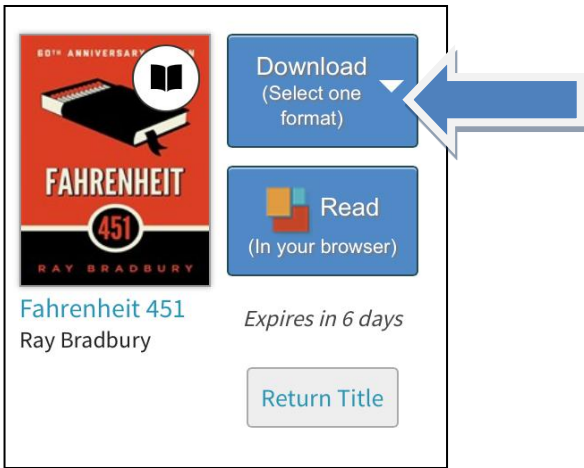 60TH ANNIVERSARY
FAHRENHEIT
451
RAY BRADBURY
Fahrenheit 451
Ray Bradbury
Download
(Select one
format)
Read
(In your browser)
Expires in 6 days
Return Title